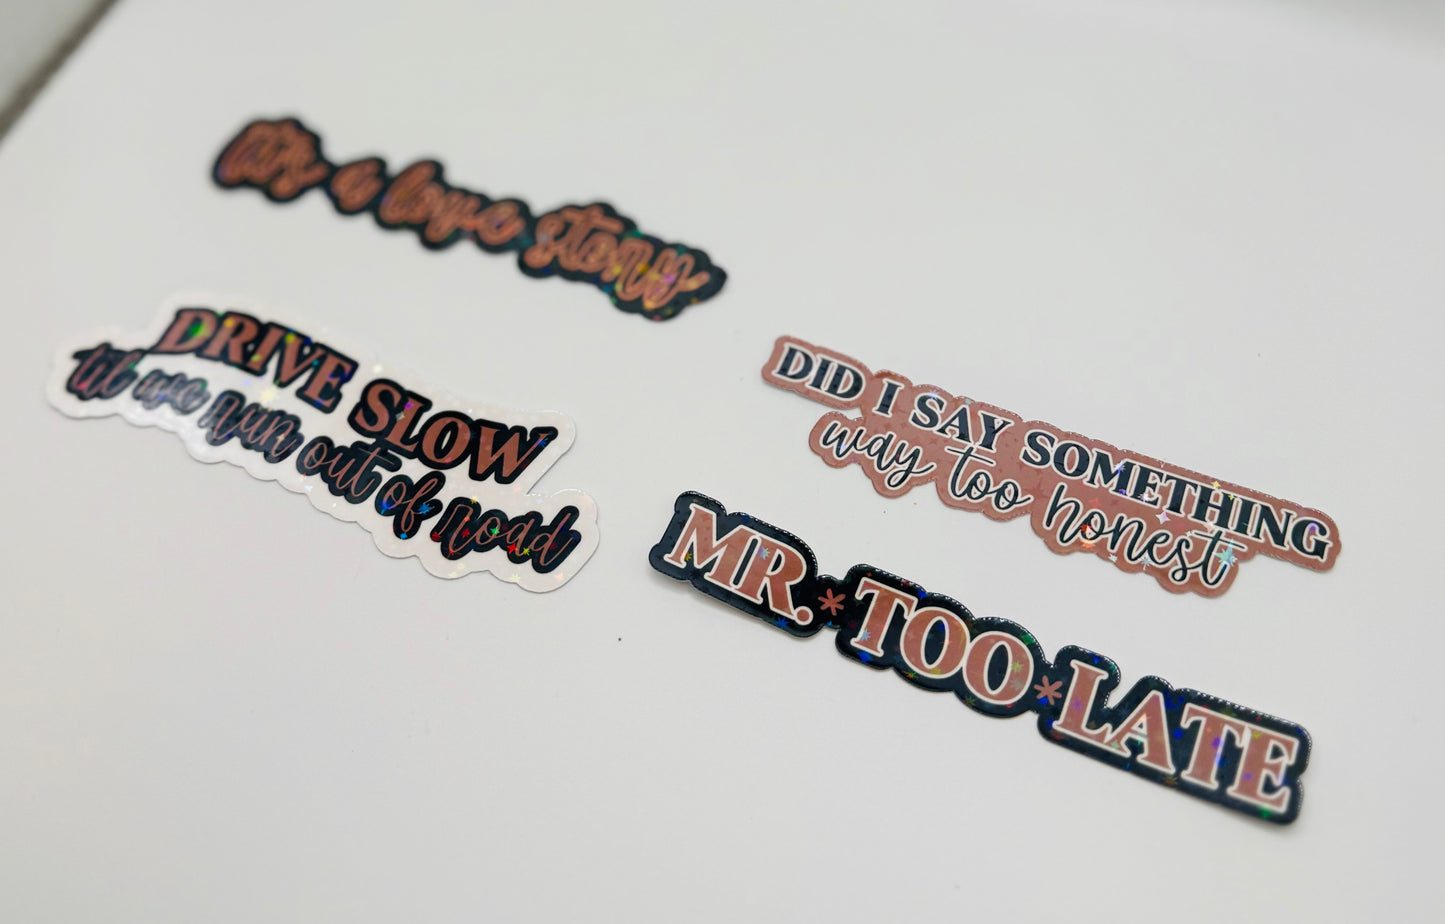 it's a love story
DRIVE SLOW
til we run out of road
DID I SAY SOMETHING
way too honest
MR.*TOO*LATE